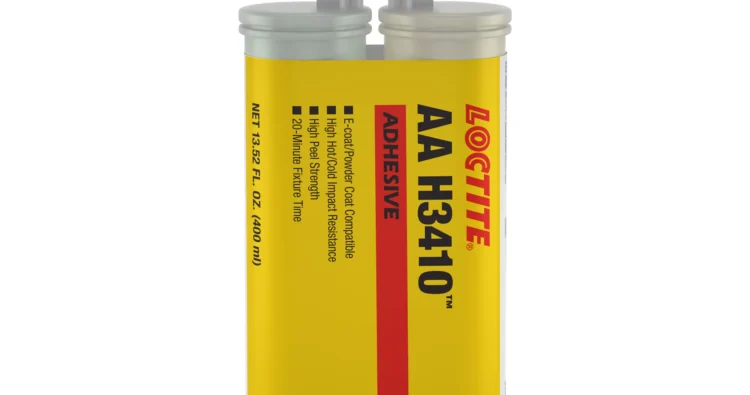 LOCTITE®
AA H3410™
ADHESIVE
■ E-coat/Powder Coat Compatible
■ High Hot/Cold Impact Resistance
■ High Peel Strength
■ 20-Minute Fixture Time
NET 13.52 FL. OZ. (400 ml)